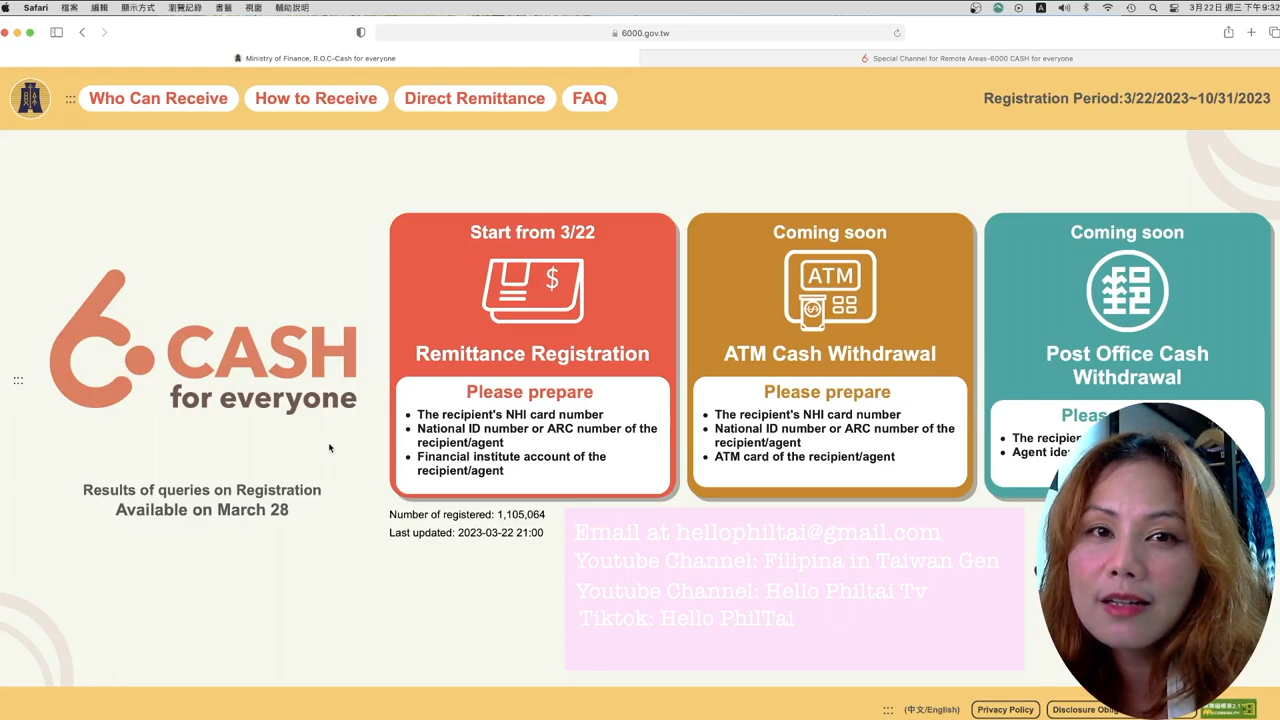 Safari 檔案 編輯 顯示方式 瀏覽記錄 書籤 視窗 輔助說明 A 3月22日 週三 下午9:32
6000.gov.tw
Ministry of Finance, R.O.C-Cash for everyone
Special Channel for Remote Areas-6000 CASH for everyone
::: Who Can Receive How to Receive Direct Remittance FAQ Registration Period:3/22/2023~10/31/2023
Start from 3/22
$
Remittance Registration
Please prepare
• The recipient's NHI card number
• National ID number or ARC number of the
recipient/agent
• Financial institute account of the
recipient/agent
Coming soon
ATM
ATM Cash Withdrawal
Please prepare
• The recipient's NHI card number
• National ID number or ARC number of the
recipient/agent
• ATM card of the recipient/agent
Coming soon
郵
Post Office Cash
Withdrawal
• The
• Agent
:::
6 CASH
for everyone
Results of queries on Registration
Available on March 28
Number of registered: 1,105,064
Last updated: 2023-03-22 21:00
Email at hellophiltai@gmail.com
Youtube Channel: Filipina in Taiwan Gen
Youtube Channel: Hello Philtai Tv
Tiktok: Hello PhilTai
::: (中文/English) Privacy Policy Disclosure